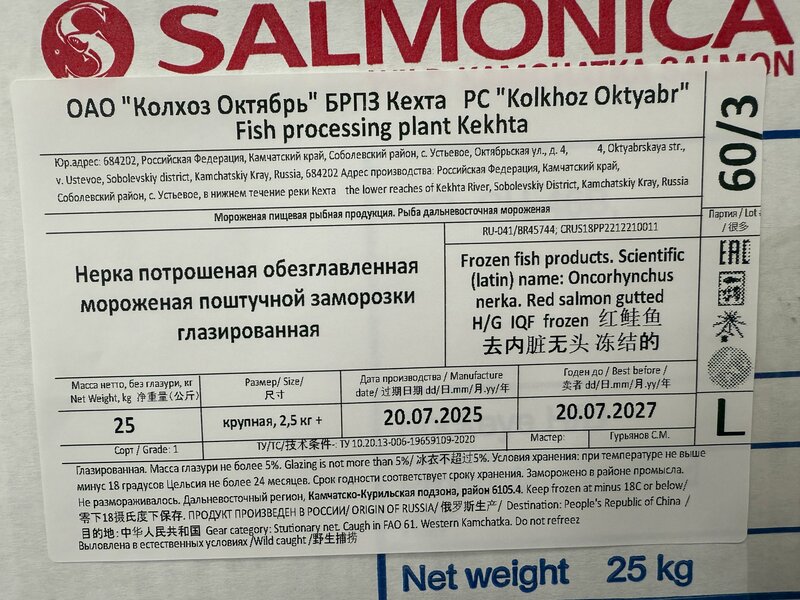 SALMONICA
WILD KAMCHATKA SALMON
ОАО "Колхоз Октябрь" БРПЗ Кехта PC "Kolkhoz Oktyabr"
Fish processing plant Kekhta
Юр.адрес: 684202, Российская Федерация, Камчатский край, Соболевский район, с. Устьевое, Октябрьская ул., д. 4, 4, Oktyabrskaya str.,
v. Ustevoe, Sobolevskiy district, Kamchatskiy Kray, Russia, 684202 Адрес производства: Российская Федерация, Камчатский край,
Соболевский район, с. Устьевое, в нижнем течение реки Кехта the lower reaches of Kekhta River, Sobolevskiy District, Kamchatskiy Kray, Russia
Мороженая пищевая рыбная продукция. Рыба дальневосточная мороженая
60/3
Партия / Lot #
/ 很多
RU-041/BR45744; CRUS18PP2212210011
Нерка потрошеная обезглавленная
мороженая поштучной заморозки
глазированная
Frozen fish products. Scientific
(latin) name: Oncorhynchus
nerka. Red salmon gutted
H/G IQF frozen 红鲑鱼
去内脏无头 冻结的
EAC
Масса нетто, без глазури, кг
Net Weight, kg 净重量(公斤)
Размер/ Size/
尺寸
Дата производства / Manufacture
date/ 过期日期 dd/д.mm/м.yy/г
Годен до / Best before /
卖者 dd/д.mm/м.yy/г
25
крупная, 2,5 кг +
20.07.2025
20.07.2027
L
Сорт / Grade: 1
ТУ/TC/技术条件-: ТУ 10.20.13-006-19659109-2020
Мастер:
Гурьянов С.М.
Глазированная. Масса глазури не более 5%. Glazing is not more than 5%/ 冰衣不超过5%. Условия хранения: при температуре не выше
минус 18 градусов Цельсия не более 24 месяцев. Срок годности соответствует сроку хранения. Заморожено в районе промысла.
Не размораживалось. Дальневосточный регион, Камчатско-Курильская подзона, район 6105.4. Keep frozen at minus 18C or below/
零下18摄氏度下保存. ПРОДУКТ ПРОИЗВЕДЕН В РОССИИ/ ORIGIN OF RUSSIA/ 俄罗斯生产/ Destination: People's Republic of China /
目的地: 中华人民共和国 Gear category: Stationary net. Caugh in FAO 61. Western Kamchatka. Do not refreez
Выловлена в естественных условиях /Wild caught /野生捕捞
Net weight 25 kg